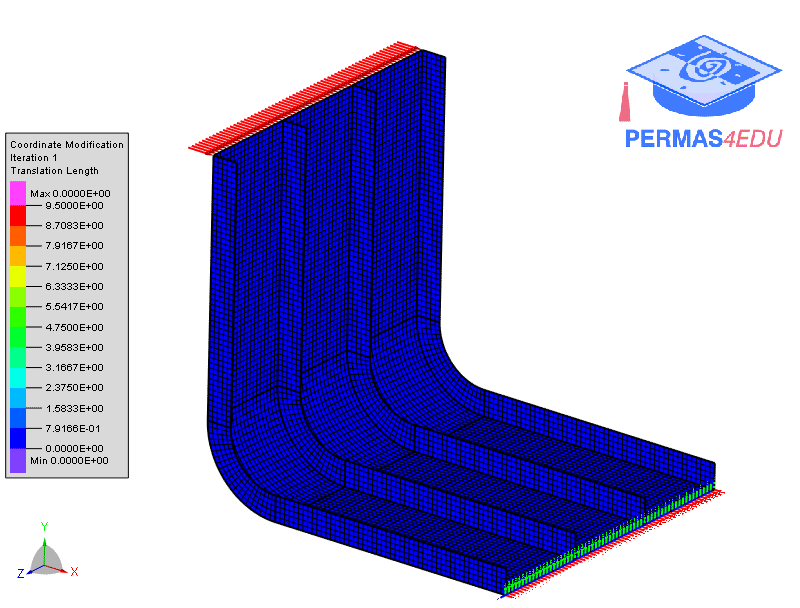 Coordinate Modification
Iteration 1
Translation Length
Max 0.0000E+00
9.5000E+00
8.7083E+00
7.9167E+00
7.1250E+00
6.3333E+00
5.5417E+00
4.7500E+00
3.9583E+00
3.1667E+00
2.3750E+00
1.5833E+00
7.9166E-01
0.0000E+00
Min 0.0000E+00
PERMAS4EDU
Y
Z X